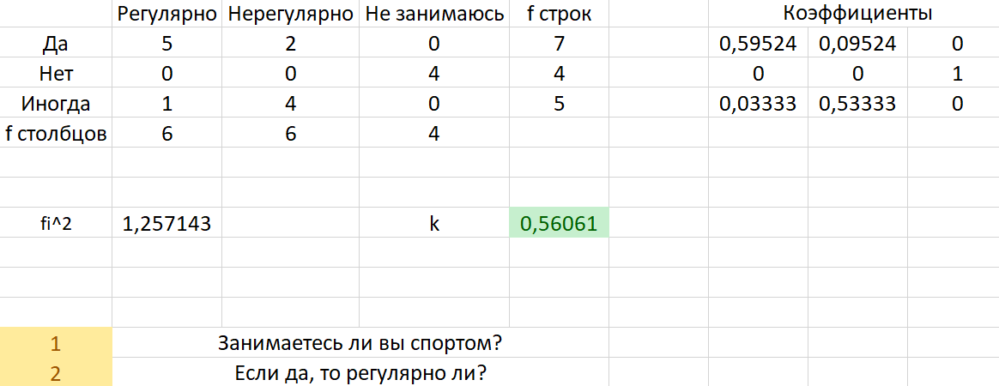 Регулярно Нерегулярно Не занимаюсь f строк Коэффициенты
Да 5 2 0 7 0,59524 0,09524 0
Нет 0 0 4 4 0 0 1
Иногда 1 4 0 5 0,03333 0,53333 0
f столбцов 6 6 4
fi^2 1,257143 k 0,56061
1 Занимаетесь ли вы спортом?
2 Если да, то регулярно ли?